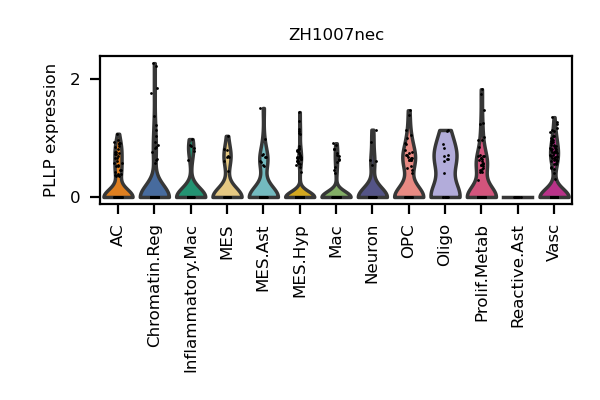 ZH1007nec
PLLP expression
2
0
AC
Chromatin.Reg
Inflammatory.Mac
MES
MES.Ast
MES.Hyp
Mac
Neuron
OPC
Oligo
Prolif.Metab
Reactive.Ast
Vasc